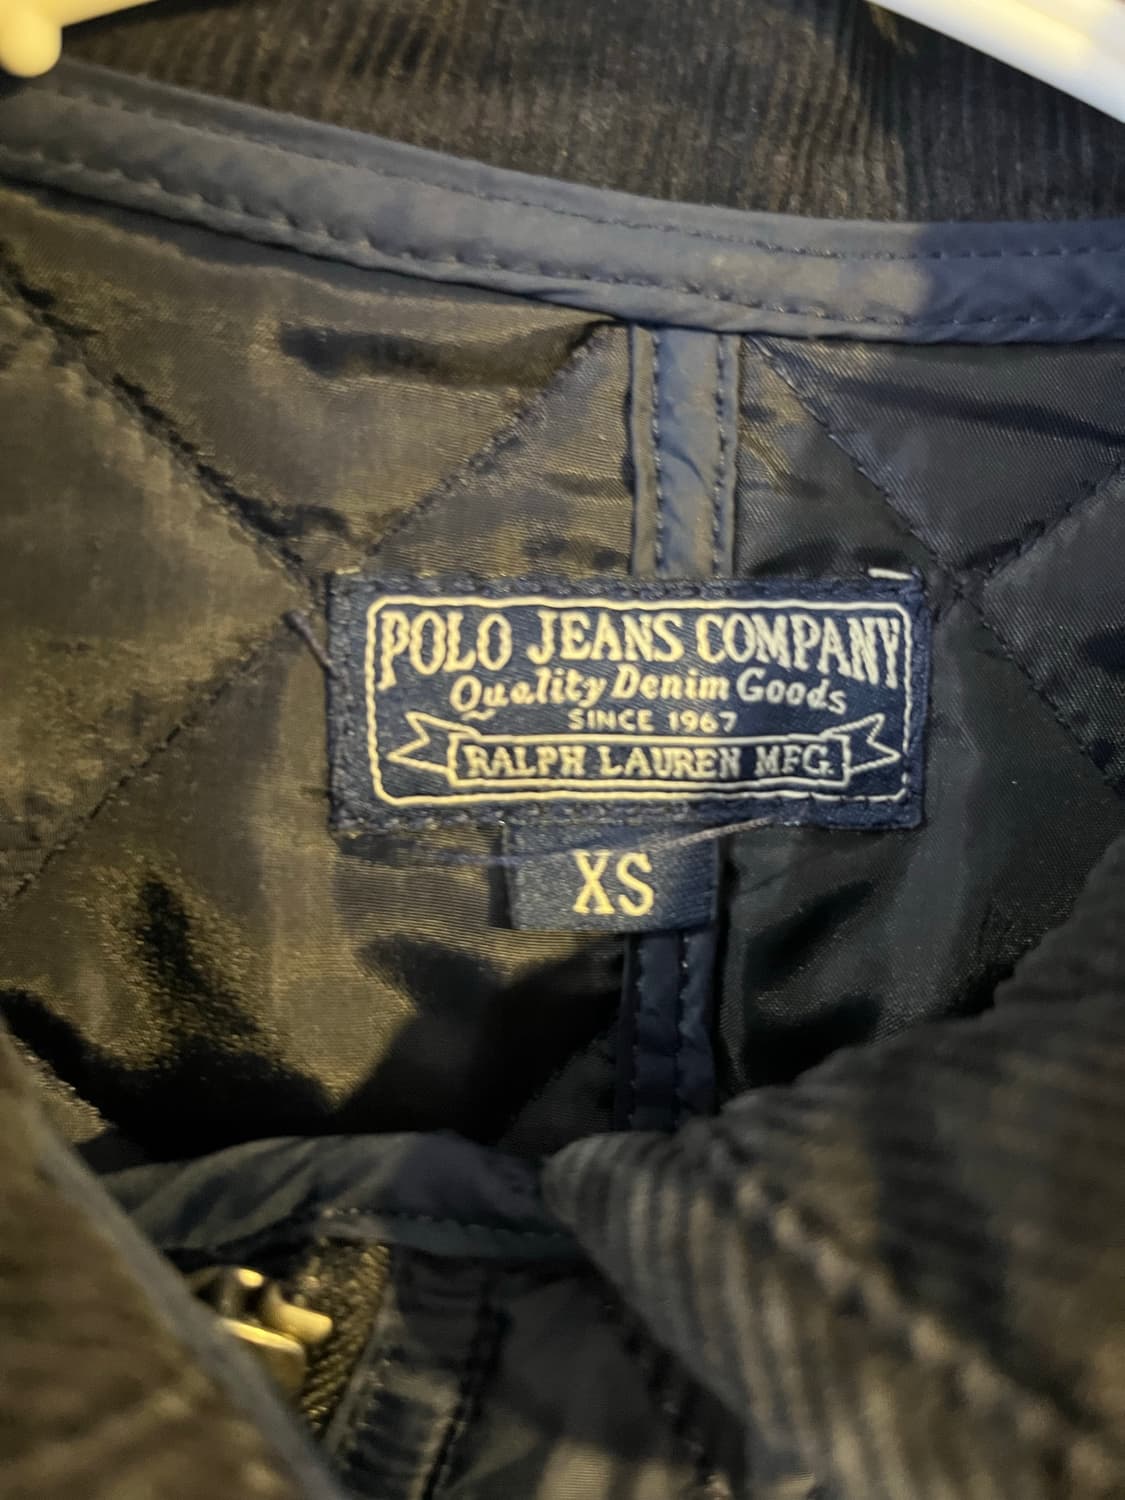 POLO JEANS COMPANY
Quality Denim Goods
SINCE 1967
RALPH LAUREN MFG.
XS